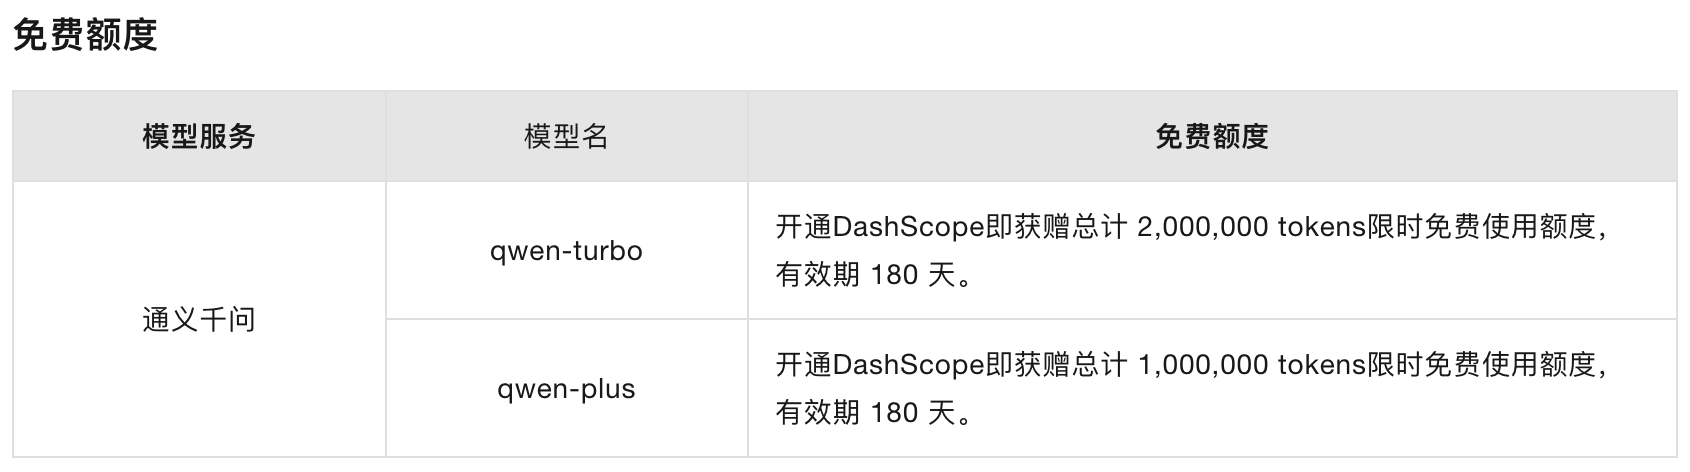 免费额度
模型服务
模型名
免费额度
通义千问
qwen-turbo
开通DashScope即获赠总计 2,000,000 tokens限时免费使用额度，
有效期 180 天。
qwen-plus
开通DashScope即获赠总计 1,000,000 tokens限时免费使用额度，
有效期 180 天。